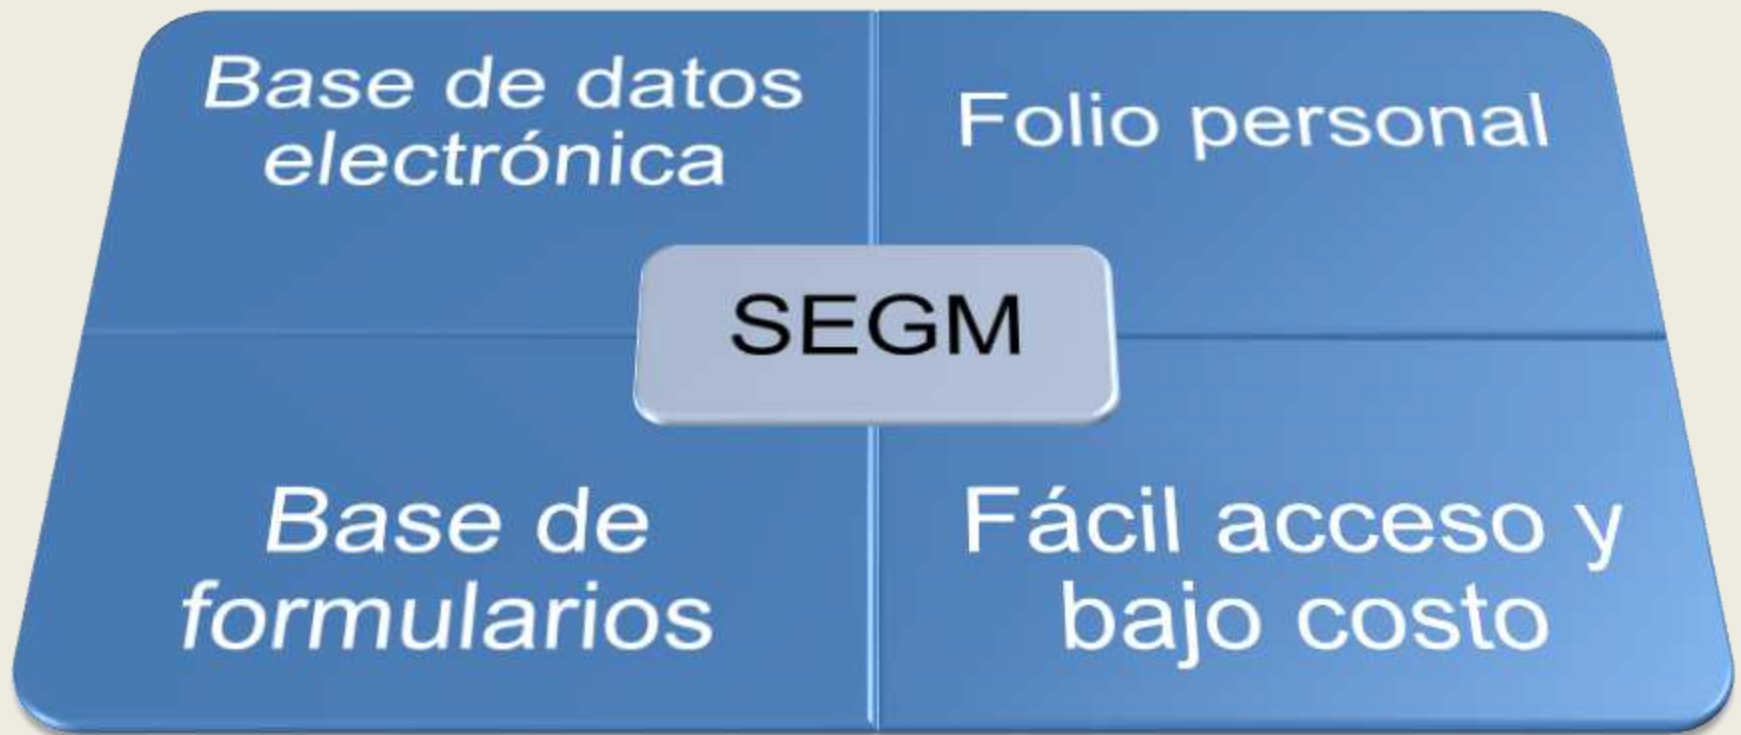 Base de datos
electrónica
Folio personal
SEGM
Base de
formularios
Fácil acceso y
bajo costo